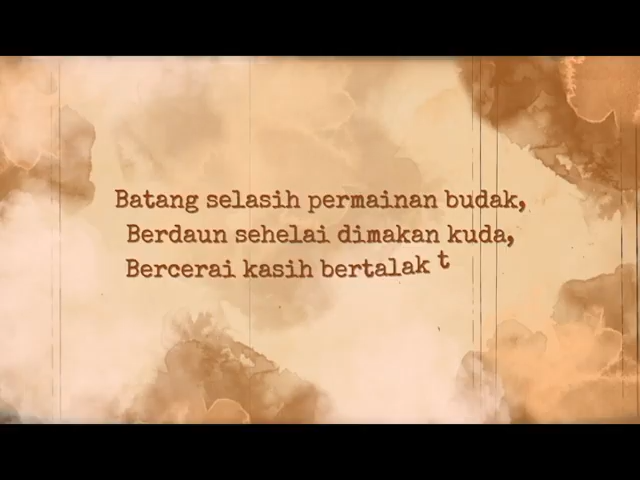 Batang selasih permainan budak,
Berdaun sehelai dimakan kuda,
Bercerai kasih bertalak t